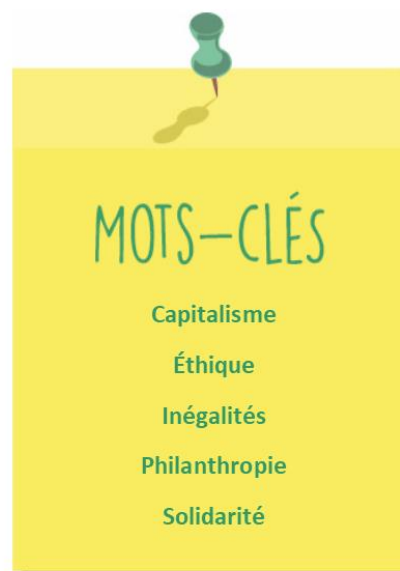 MOTS-CLÉS
Capitalisme
Éthique
Inégalités
Philanthropie
Solidarité